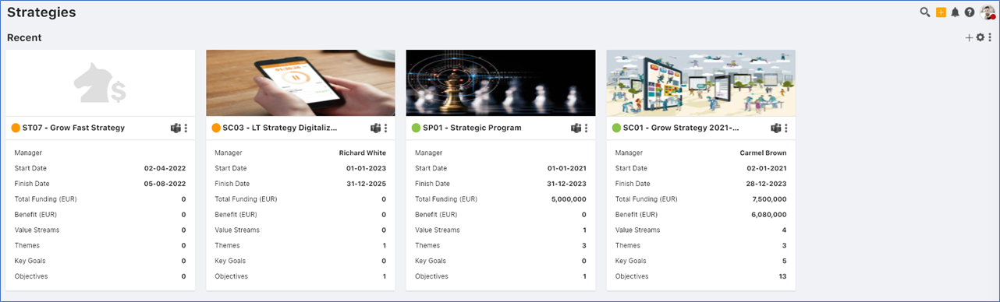 Strategies
Recent
ST07 - Grow Fast Strategy
Manager
Start Date 02-04-2022
Finish Date 05-08-2022
Total Funding (EUR) 0
Benefit (EUR) 0
Value Streams 0
Themes 0
Key Goals 0
Objectives 0
SC03 - LT Strategy Digitaliz...
Manager Richard White
Start Date 01-01-2023
Finish Date 31-12-2025
Total Funding (EUR) 0
Benefit (EUR) 0
Value Streams 0
Themes 1
Key Goals 0
Objectives 1
SP01 - Strategic Program
Manager
Start Date 01-01-2021
Finish Date 31-12-2023
Total Funding (EUR) 5,000,000
Benefit (EUR) 0
Value Streams 1
Themes 3
Key Goals 0
Objectives 1
SC01 - Grow Strategy 2021-...
Manager Carmel Brown
Start Date 02-01-2021
Finish Date 28-12-2023
Total Funding (EUR) 7,500,000
Benefit (EUR) 6,080,000
Value Streams 4
Themes 3
Key Goals 5
Objectives 13